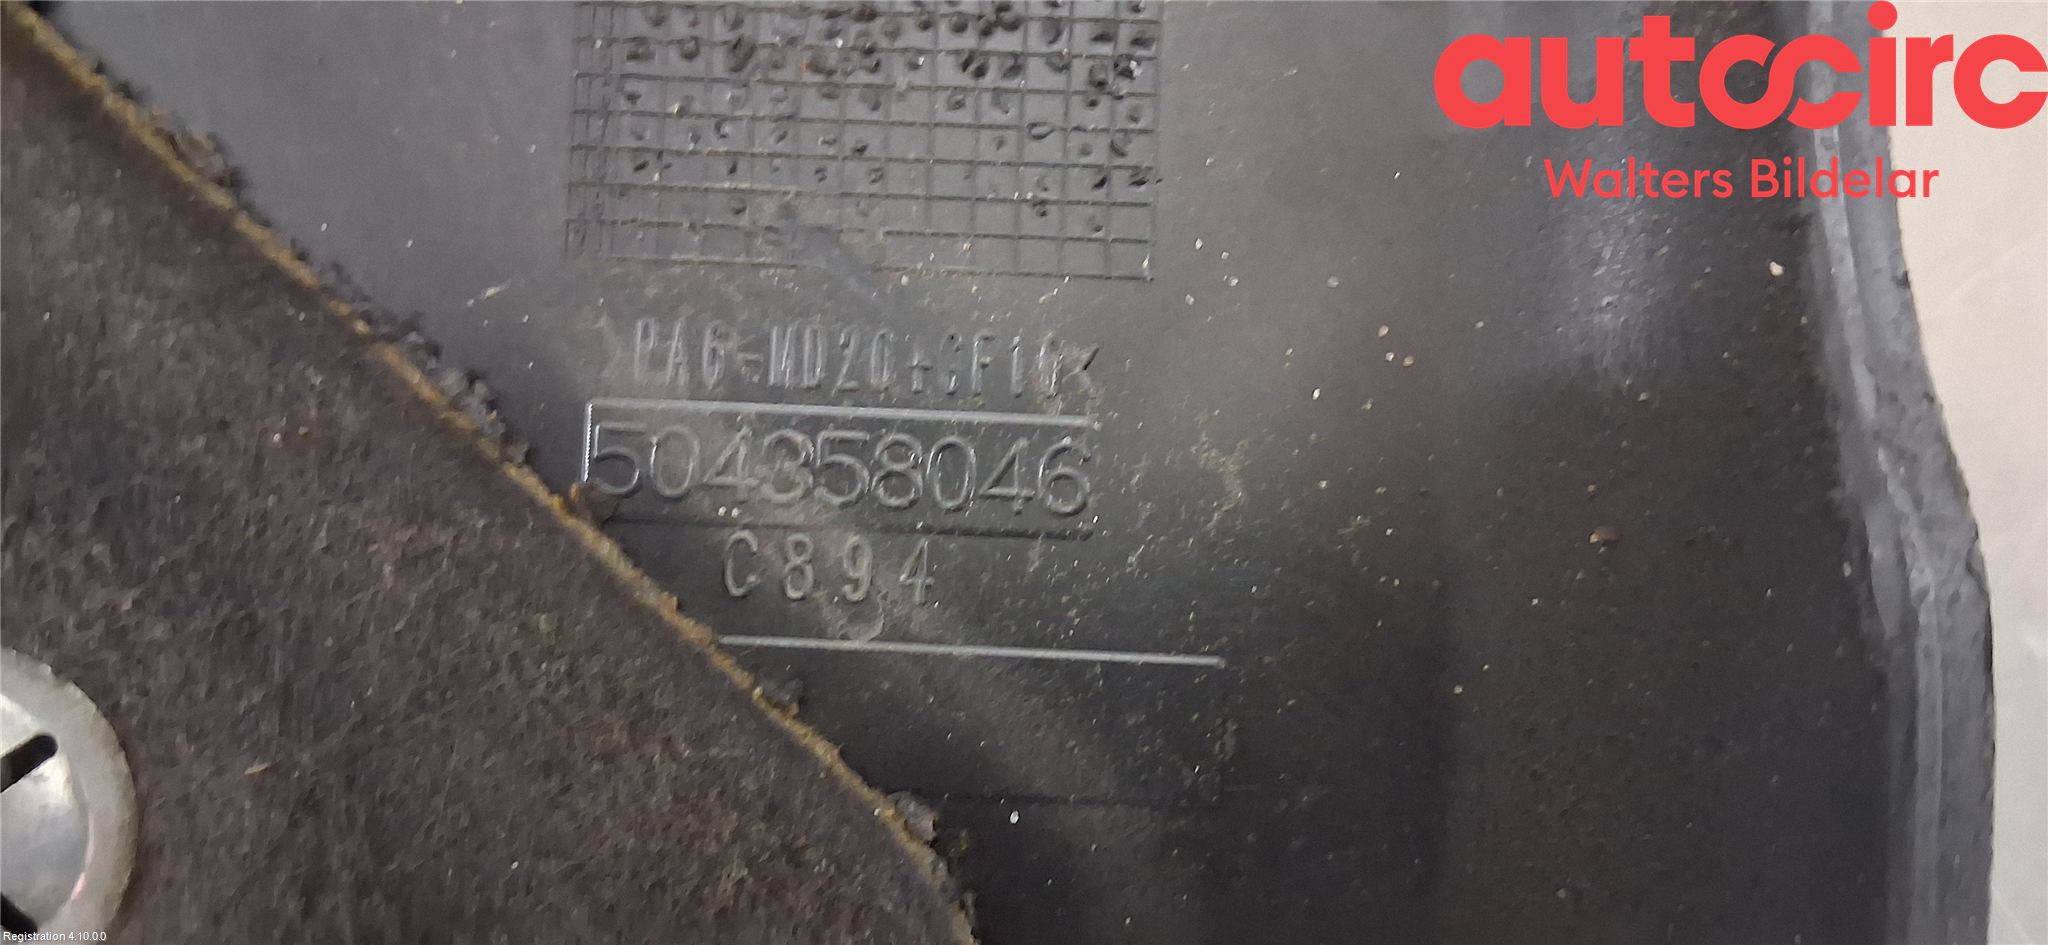 autocirc
Walters Bildelar
>PA6-MD20+GF10<
504358046
C894
Registration 4.10.0.0